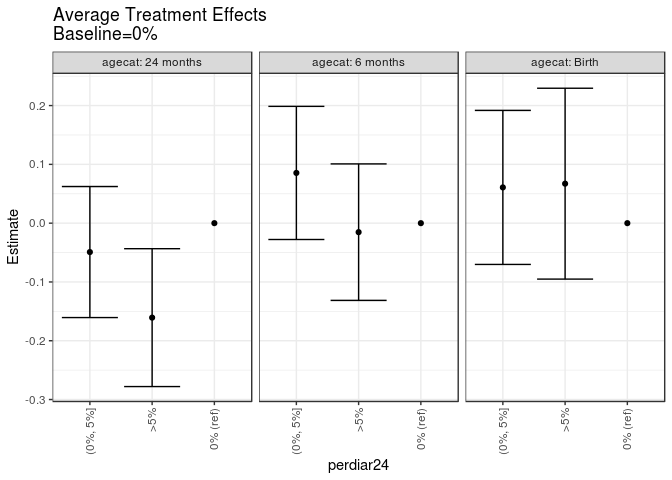 Average Treatment Effects
Baseline=0%
agecat: 24 months
agecat: 6 months
agecat: Birth
Estimate
0.2
0.1
0.0
-0.1
-0.2
-0.3
(0%, 5%]
>5%
0% (ref)
(0%, 5%]
>5%
0% (ref)
(0%, 5%]
>5%
0% (ref)
perdiar24